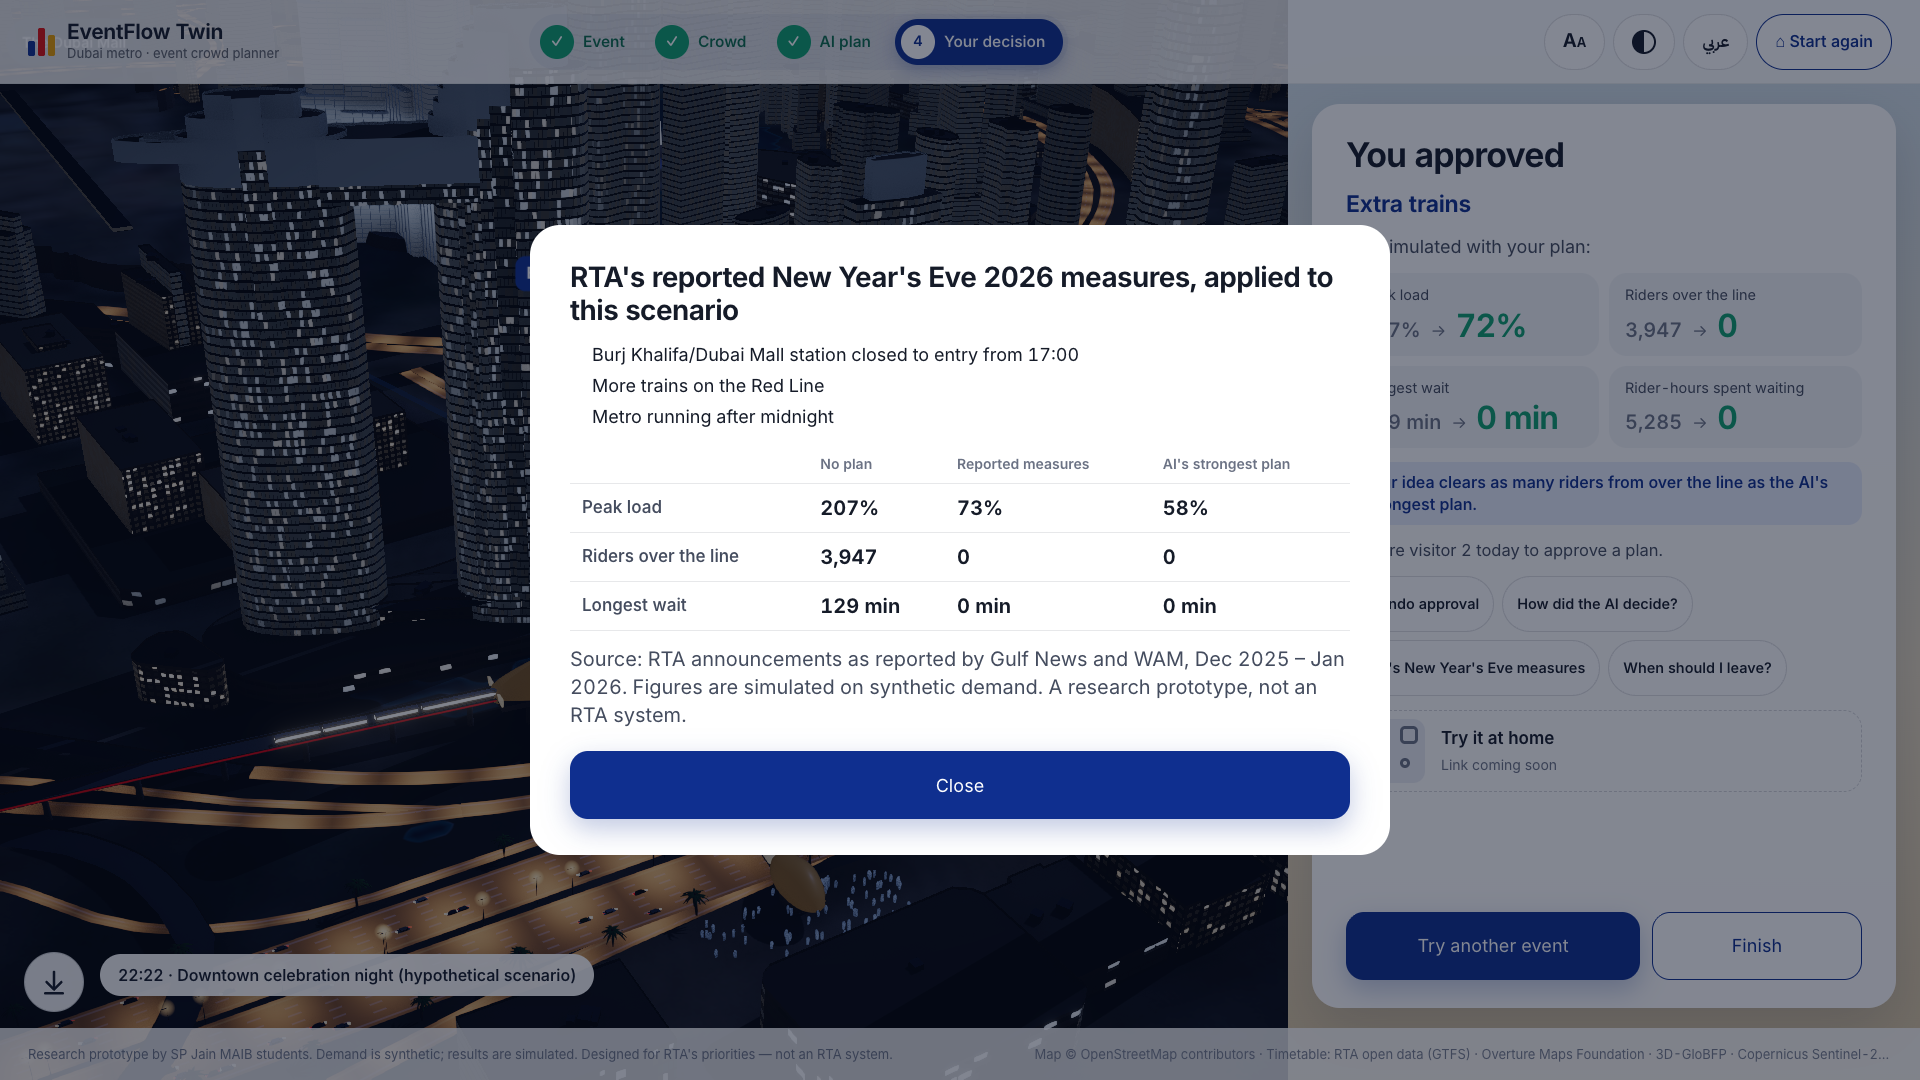 EventFlow Twin
Dubai metro · event crowd planner
Event
Crowd
AI plan
4 Your decision
AA
عربي
⌂ Start again
You approved
Extra trains
imulated with your plan:
k load
7% → 72%
Riders over the line
3,947 → 0
gest wait
9 min → 0 min
Rider-hours spent waiting
5,285 → 0
r idea clears as many riders from over the line as the AI's
ongest plan.
re visitor 2 today to approve a plan.
ndo approval
How did the AI decide?
's New Year's Eve measures
When should I leave?
Try it at home
Link coming soon
Try another event
Finish
RTA's reported New Year's Eve 2026 measures, applied to
this scenario
Burj Khalifa/Dubai Mall station closed to entry from 17:00
More trains on the Red Line
Metro running after midnight
No plan Reported measures AI's strongest plan
Peak load 207% 73% 58%
Riders over the line 3,947 0 0
Longest wait 129 min 0 min 0 min
Source: RTA announcements as reported by Gulf News and WAM, Dec 2025 – Jan
2026. Figures are simulated on synthetic demand. A research prototype, not an
RTA system.
Close
22:22 · Downtown celebration night (hypothetical scenario)
Research prototype by SP Jain MAIB students. Demand is synthetic; results are simulated. Designed for RTA's priorities — not an RTA system.
Map © OpenStreetMap contributors · Timetable: RTA open data (GTFS) · Overture Maps Foundation · 3D-GloBFP · Copernicus Sentinel-2...